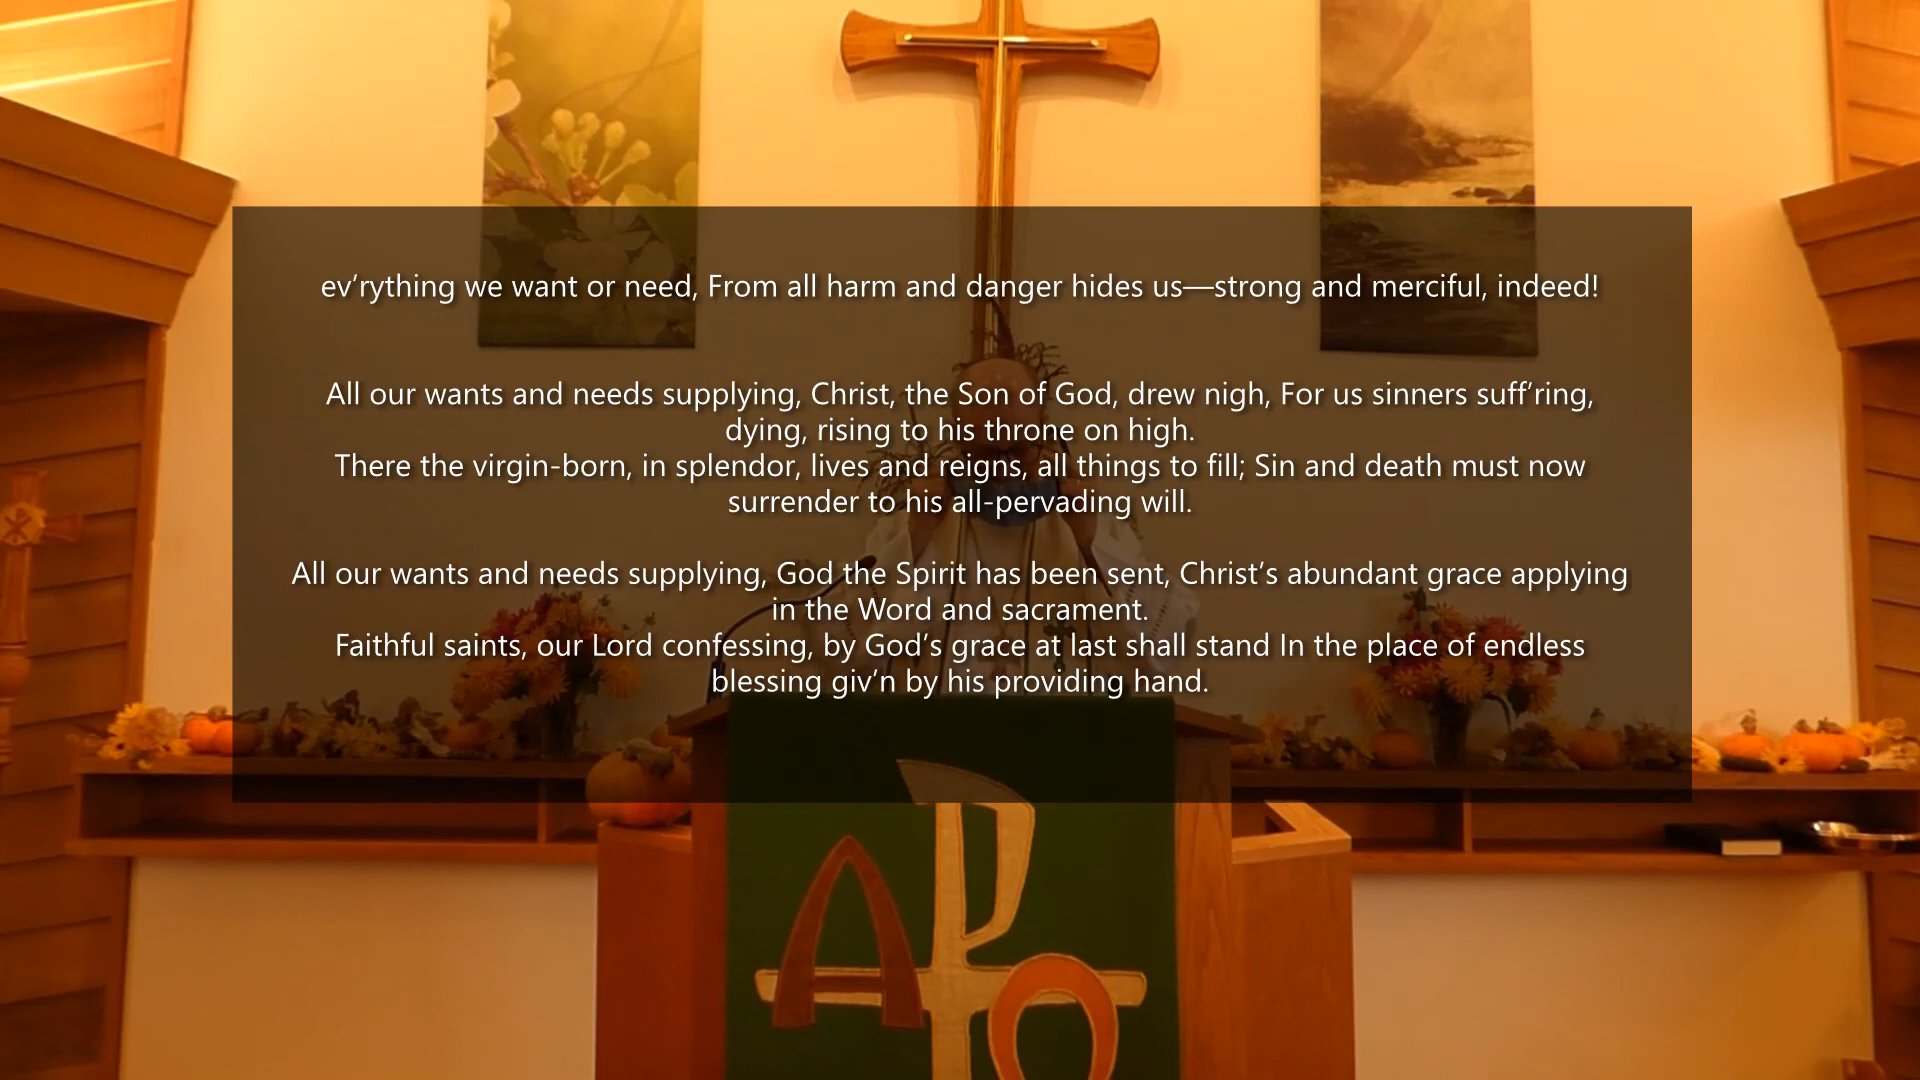 ev’rything we want or need, From all harm and danger hides us—strong and merciful, indeed!
All our wants and needs supplying, Christ, the Son of God, drew nigh, For us sinners suff’ring,
dying, rising to his throne on high.
There the virgin-born, in splendor, lives and reigns, all things to fill; Sin and death must now
surrender to his all-pervading will.
All our wants and needs supplying, God the Spirit has been sent, Christ’s abundant grace applying
in the Word and sacrament.
Faithful saints, our Lord confessing, by God’s grace at last shall stand In the place of endless
blessing giv’n by his providing hand.